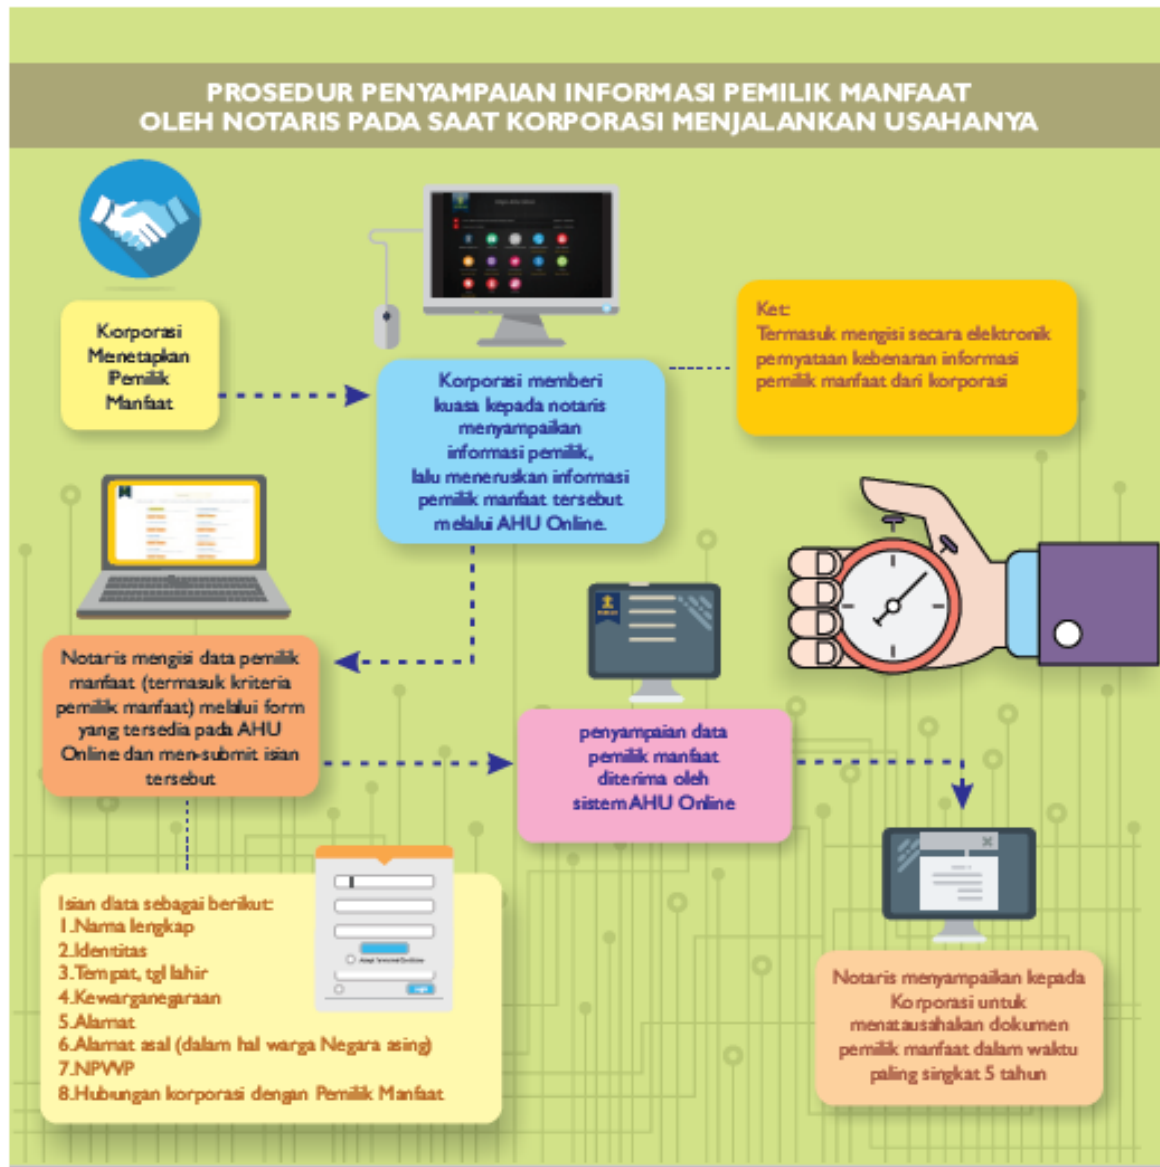 PROSEDUR PENYAMPAIAN INFORMASI PEMILIK MANFAAT
OLEH NOTARIS PADA SAAT KORPORASI MENJALANKAN USAHANYA
Korporasi
Menetapkan
Pemilik
Manfaat
Korporasi memberi
kuasa kepada notaris
menyampaikan
informasi pemilik,
lalu meneruskan informasi
pemilik manfaat tersebut
melalui AHU Online.
Ket:
Termasuk mengisi secara elektronik
pernyataan kebenaran informasi
pemilik manfaat dari korporasi
Notaris mengisi data pemilik
manfaat (termasuk kriteria
pemilik manfaat) melalui form
yang tersedia pada AHU
Online dan men-submit isian
tersebut
penyampaian data
pemilik manfaat
diterima oleh
sistem AHU Online
Isian data sebagai berikut:
1.Nama lengkap
2.Identitas
3.Tempat, tgl lahir
4.Kewarganegaraan
5.Alamat
6.Alamat asal (dalam hal warga Negara asing)
7.NPWP
8.Hubungan korporasi dengan Pemilik Manfaat
Login
Notaris menyampaikan kepada
Korporasi untuk
menatausahakan dokumen
pemilik manfaat dalam waktu
paling singkat 5 tahun